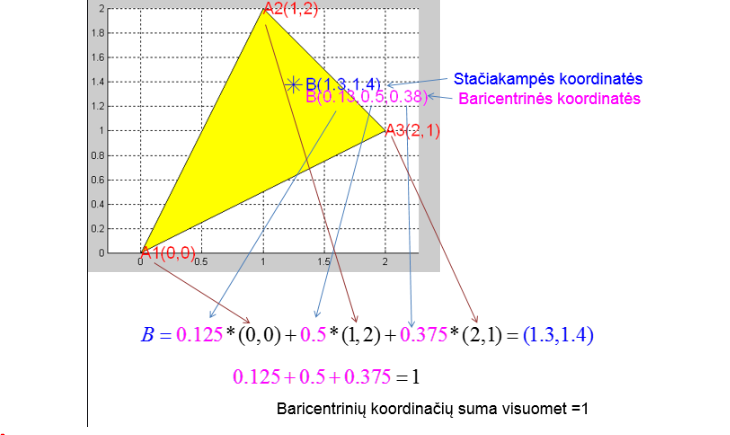 2
A2(1,2)
1.8
1.6
1.4
B(1.3,1.4)
Stačiakampės koordinatės
1.2
B(0.13,0.5,0.38)
Baricentrinės koordinatės
1
A3(2,1)
0.8
0.6
0.4
0.2
0
A1(0,0)
0 0.5 1 1.5 2
B = 0.125 * (0,0) + 0.5 * (1,2) + 0.375 * (2,1) = (1.3,1.4)
0.125 + 0.5 + 0.375 = 1
Baricentrinių koordinačių suma visuomet =1